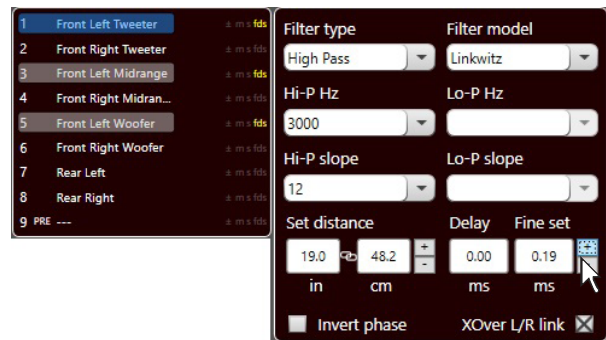 1 Front Left Tweeter ± m s fds
2 Front Right Tweeter ± m s fds
3 Front Left Midrange ± m s fds
4 Front Right Midran... ± m s fds
5 Front Left Woofer ± m s fds
6 Front Right Woofer ± m s fds
7 Rear Left ± m s fds
8 Rear Right ± m s fds
9 PRE --- ± m s fds
Filter type Filter model
High Pass Linkwitz
Hi-P Hz Lo-P Hz
3000
Hi-P slope Lo-P slope
12
Set distance Delay Fine set
19.0 48.2 + 0.00 0.19 +
-
in cm ms ms
Invert phase XOver L/R link